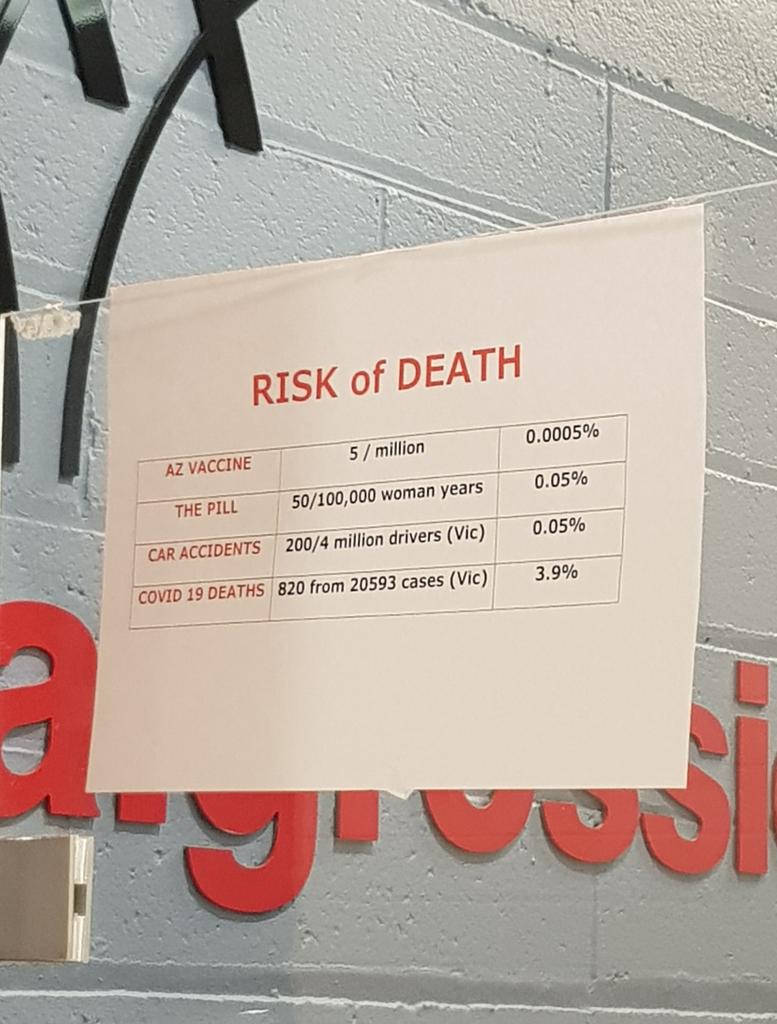 RISK of DEATH
AZ VACCINE 5 / million 0.0005%
THE PILL 50/100,000 woman years 0.05%
CAR ACCIDENTS 200/4 million drivers (Vic) 0.05%
COVID 19 DEATHS 820 from 20593 cases (Vic) 3.9%